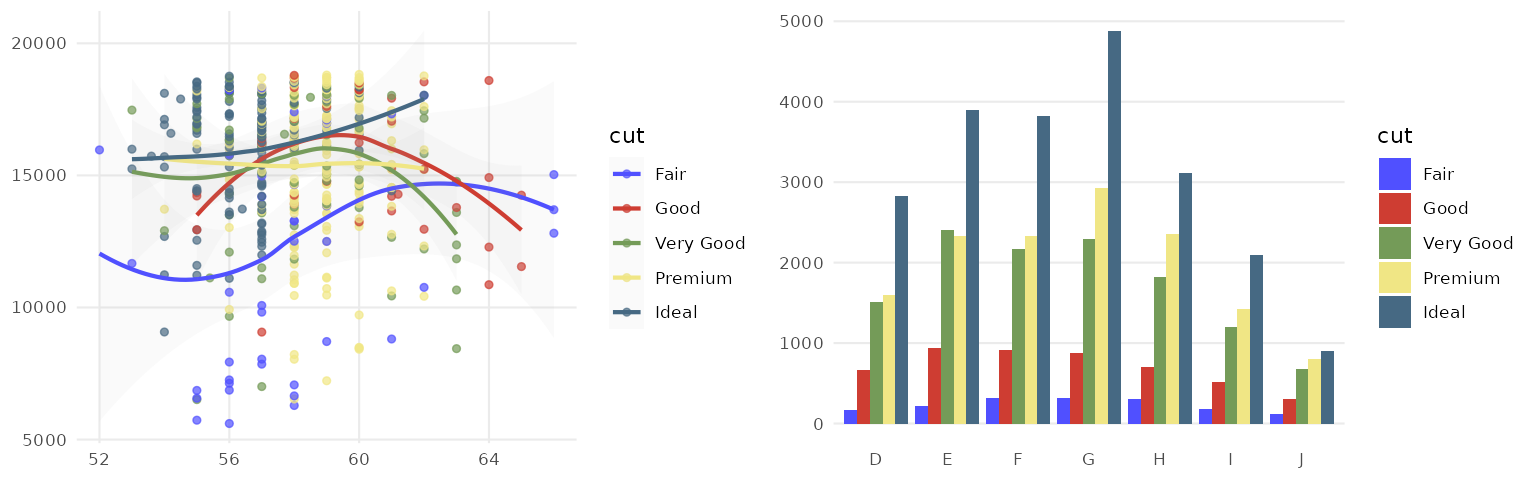 20000
15000
10000
5000
52 56 60 64
cut
Fair
Good
Very Good
Premium
Ideal
5000
4000
3000
2000
1000
0
D E F G H I J
cut
Fair
Good
Very Good
Premium
Ideal